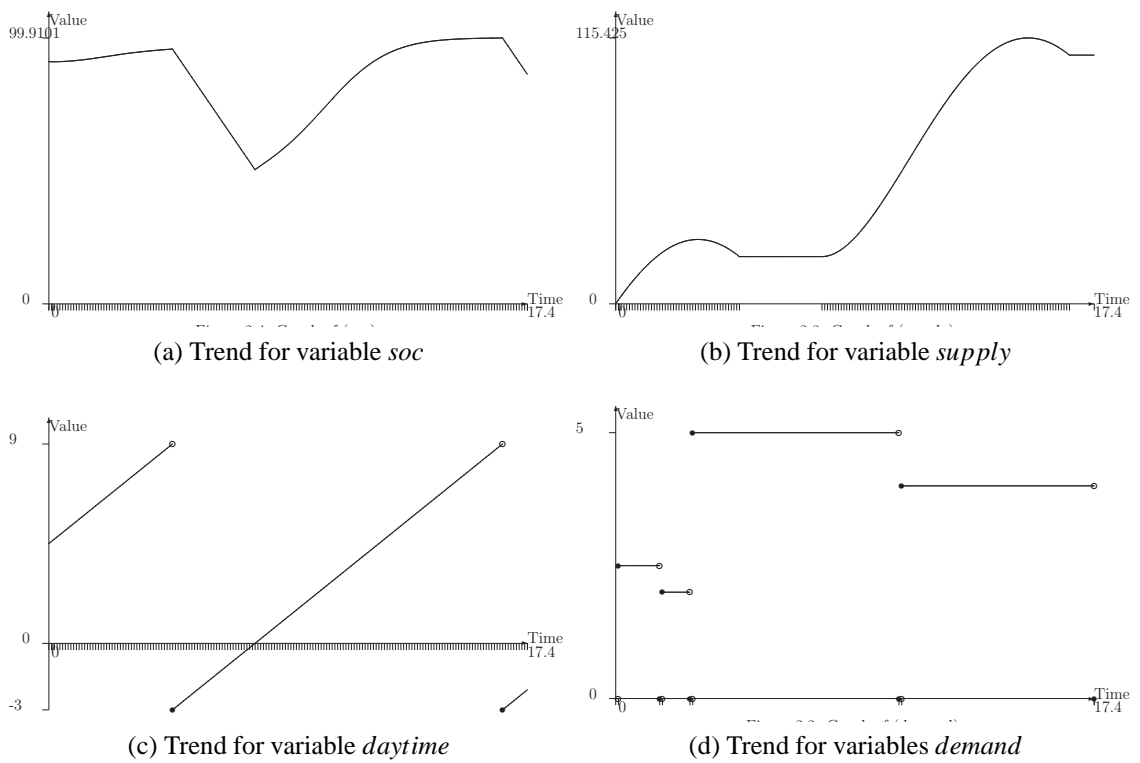 Value
99.9101
0
0
Time
17.4
(a) Trend for variable soc
Value
115.425
0
0
Time
17.4
(b) Trend for variable supply
Value
9
0
0
Time
17.4
-3
(c) Trend for variable daytime
Value
5
0
0
Time
17.4
(d) Trend for variables demand